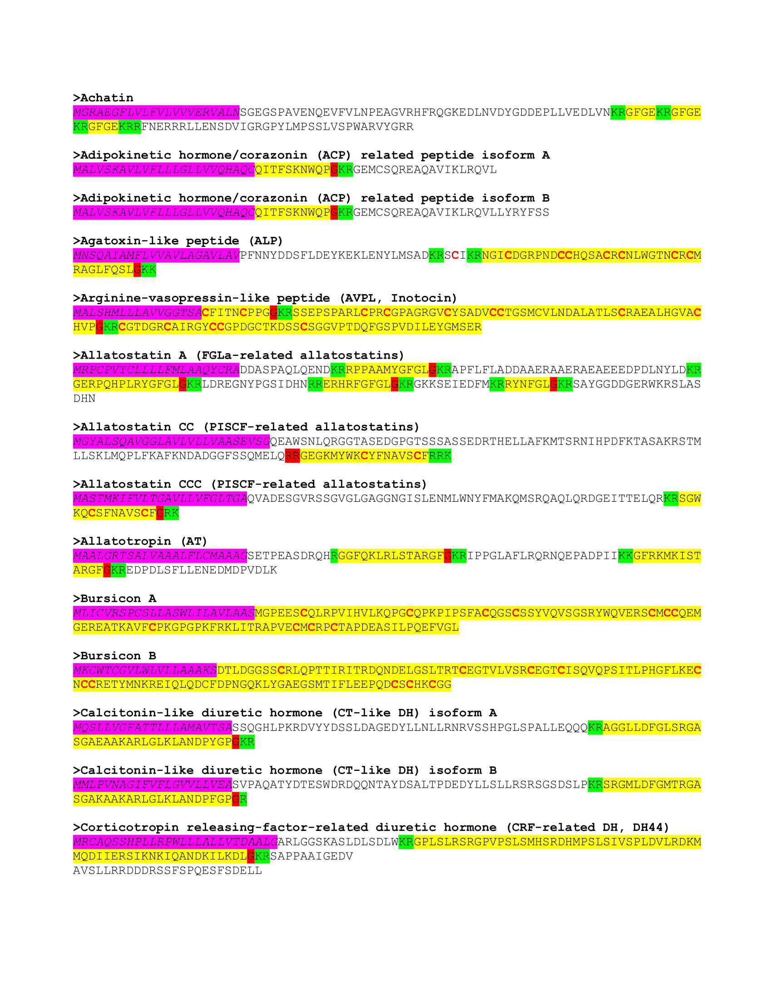 >Achatin
MGRAEGFLVLFVLVVVERVALNSGEGSPAVENQEVFVLNPEAGVRHFRQGKEDLNVDYGDDEPLLVEDLVNKRGFGEKRGFGE
KRGFGEKRRFNERRRLLENSDVIGRGPYLMPSSLVSPWARVYGRR
>Adipokinetic hormone/corazonin (ACP) related peptide isoform A
MALVSKAVLVFLLLGLLVVQHAQCQITFSKNWQPGKRGEMCSQREAQAVIKLRQVL
>Adipokinetic hormone/corazonin (ACP) related peptide isoform B
MALVSKAVLVFLLLGLLVVQHAQCQITFSKNWQPGKRGEMCSQREAQAVIKLRQVLLYRYFSS
>Agatoxin-like peptide (ALP)
MNSQAIAMFLVVAVLAGAVLAVPFNNYDDSFLDEYKEKLENYLMSADKRSCIKRNGICDGRPNDCCHQSACRCNLWGTNCRCM
RAGLFQSLGKK
>Arginine-vasopressin-like peptide (AVPL, Inotocin)
MALSHMLLLAVVGGTSACFITNCPPGGKRSSEPSPARLCPRCGPAGRGVCYSADVCCTGSMCVLNDALATLSCRAEALHGVAC
HVPGKRCGTDGRCAIRGYCCGPDGCTKDSSCSGGVPTDQFGSPVDILEYGMSER
>Allatostatin A (FGLa-related allatostatins)
MRPCPVTCLLLLFMLAAQYCRADDASPAQLQENDKRRPPAAMYGFGLGKRAPFLFLADDAAERAAERAEAEEEDPDLNYLDKR
GERPQHPLRYGFGLGKRLDREGNYPGSIDHNRRERHRFGFGLGKRGKKSEIEDFMKRRYNFGLGKRSAYGGDDGERWKRSLAS
DHN
>Allatostatin CC (PISCF-related allatostatins)
MGYALSQAVGGLAVLVLLVAASEVSGQEAWSNLQRGGTASEDGPGTSSSASSEDRTHELLAFKMTSRNIHPDFKTASAKRSTM
LLSKLMQPLFKAFKNDADGGFSSQMELQRRGEGKMYWKCYFNAVSCFRRK
>Allatostatin CCC (PISCF-related allatostatins)
MASTMKIFVLTGAVLLVFGLTGAQVADESGVRSSGVGLGAGGNGISLENMLWNYFMAKQMSRQAQLQRDGEITTELQRKRSGW
KQCSFNAVSCFGRK
>Allatotropin (AT)
MAALGRTSALVAAALFLCMAAAGSETPEASDRQHRGGFQKLRLSTARGFGKRIPPGLAFLRQRNQEPADPIIKKGFRKMKIST
ARGFGKREDPDLSFLLENEDMDPVDLK
>Bursicon A
MLICVRSPCSLLASWLILAVLAASMGPEESCQLRPVIHVLKQPGCQPKPIPSFACQGSCSSYVQVSGSRYWQVERSCMCCQEM
GEREATKAVFCPKGPGPKFRKLITRAPVECMCRPCTAPDEASILPQEFVGL
>Bursicon B
MKCWTCGVLWLVLLAAAKSDTLDGGSSCRLQPTTIRITRDQNDELGSLTRTCEGTVLVSRCEGTCISQVQPSITLPHGFLKEC
NCCRETYMNKREIQLQDCFDPNGQKLYGAEGSMTIFLEEPQDCSCHKCGG
>Calcitonin-like diuretic hormone (CT-like DH) isoform A
MQSLLVGFATTLLLAMAVTSASSQGHLPKRDVYYDSSLDAGEDYLLNLLRNRVSSHPGLSPALLEQQQKRAGGLLDFGLSRGA
SGAEAAKARLGLKLANDPYGPGKR
>Calcitonin-like diuretic hormone (CT-like DH) isoform B
MMLPVNAGIFVFLGVVLLVEASVPAQATYDTESWDRDQQNTAYDSALTPDEDYLLSLLRSRSGSDSLPKRSRGMLDFGMTRGA
SGAKAAKARLGLKLANDPFGPGR
>Corticotropin releasing-factor-related diuretic hormone (CRF-related DH, DH44)
MRCAQSSHPLLRPWLLLALLVTDAALGARLGGSKASLDLSDLWKRGPLSLRSRGPVPSLSMHSRDHMPSLSIVSPLDVLRDKM
MQDIIERSIKNKIQANDKILKDLGKRSAPPAAIGEDV
AVSLLRRDDDRSSFSPQESFSDELL